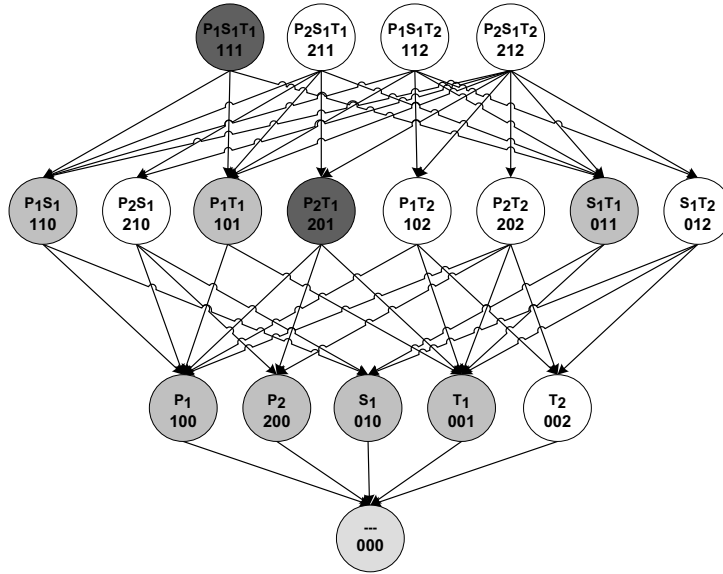 P₁S₁T₁
111
P₂S₁T₁
211
P₁S₁T₂
112
P₂S₁T₂
212
P₁S₁
110
P₂S₁
210
P₁T₁
101
P₂T₁
201
P₁T₂
102
P₂T₂
202
S₁T₁
011
S₁T₂
012
P₁
100
P₂
200
S₁
010
T₁
001
T₂
002
---
000